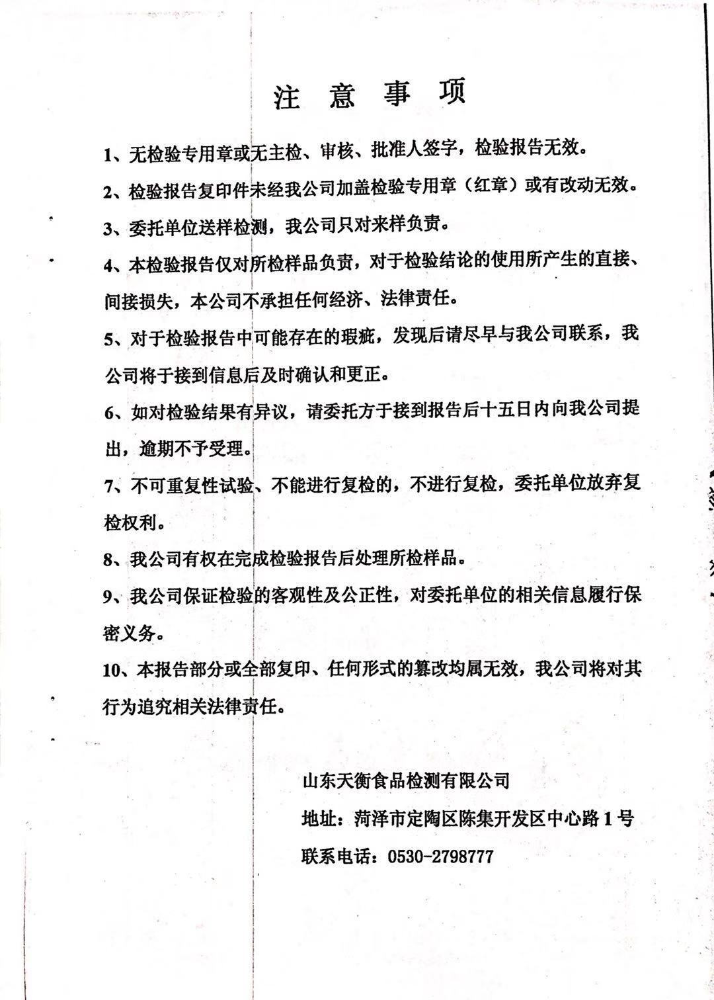 注意事项
1、无检验专用章或无主检、审核、批准人签字，检验报告无效。
2、检验报告复印件未经我公司加盖检验专用章（红章）或有改动无效。
3、委托单位送样检测，我公司只对来样负责。
4、本检验报告仅对所检样品负责，对于检验结论的使用所产生的直接、
间接损失，本公司不承担任何经济、法律责任。
5、对于检验报告中可能存在的瑕疵，发现后请尽早与我公司联系，我
公司将于接到信息后及时确认和更正。
6、如对检验结果有异议，请委托方于接到报告后十五日内向我公司提
出，逾期不予受理。
7、不可重复性试验、不能进行复检的，不进行复检，委托单位放弃复
检权利。
8、我公司有权在完成检验报告后处理所检样品。
9、我公司保证检验的客观性及公正性，对委托单位的相关信息履行保
密义务。
10、本报告部分或全部复印、任何形式的篡改均属无效，我公司将对其
行为追究相关法律责任。
山东天衡食品检测有限公司
地址：菏泽市定陶区陈集开发区中心路1号
联系电话：0530-2798777